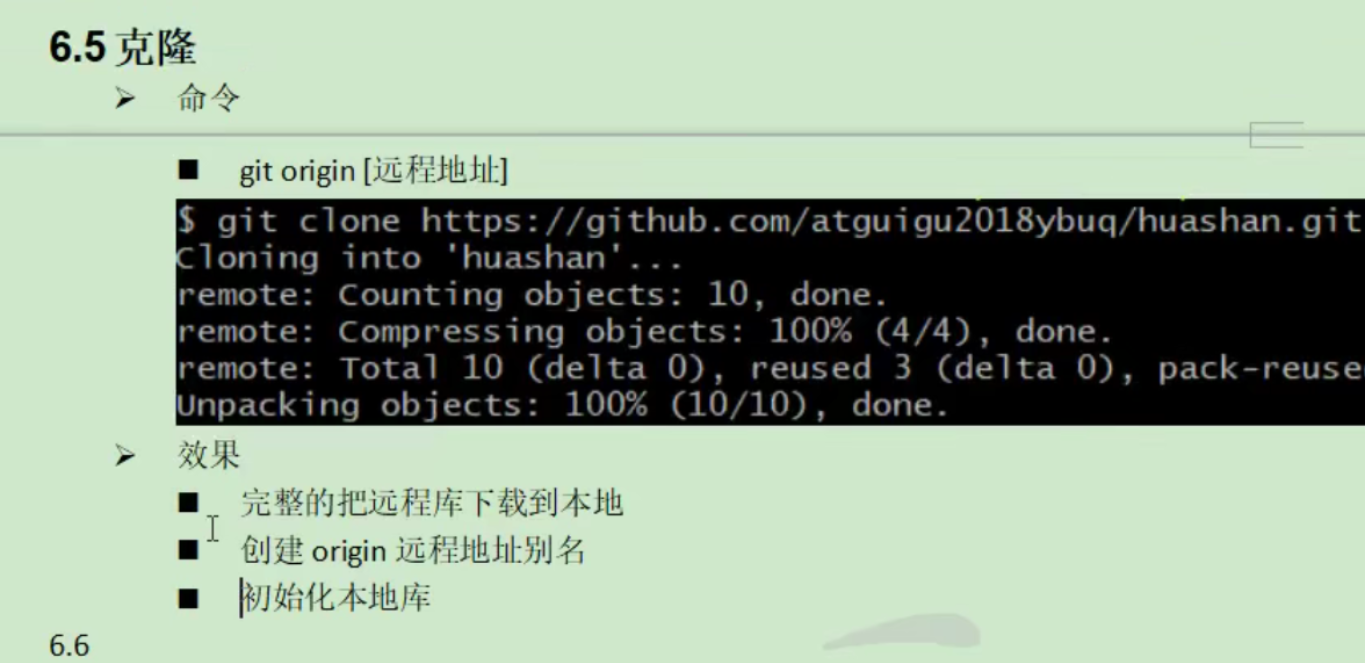 6.5 克隆
➢ 命令
■ git origin [远程地址]
$ git clone https://github.com/atguigu2018ybuq/huashan.git
Cloning into 'huashan'...
remote: Counting objects: 10, done.
remote: Compressing objects: 100% (4/4), done.
remote: Total 10 (delta 0), reused 3 (delta 0), pack-reuse
Unpacking objects: 100% (10/10), done.
➢ 效果
■ 完整的把远程库下载到本地
■ 创建 origin 远程地址别名
■ 初始化本地库
6.6